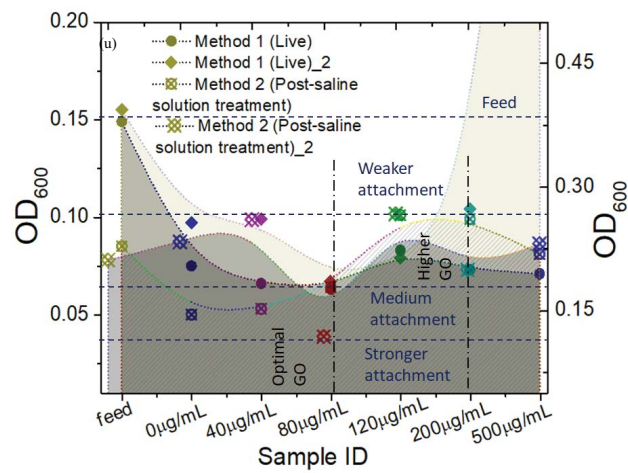 (u)
Method 1 (Live)
Method 1 (Live)_2
Method 2 (Post-saline
solution treatment)
Method 2 (Post-saline
solution treatment)_2
OD600
0.20
0.15
0.10
0.05
Feed
Weaker
attachment
Higher
GO
Medium
attachment
Optimal
GO
Stronger
attachment
0.45
0.30
0.15
OD600
feed
0µg/mL
40µg/mL
80µg/mL
120µg/mL
200µg/mL
500µg/mL
Sample ID